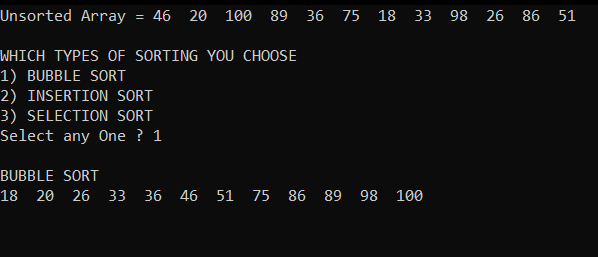 Unsorted Array = 46  20  100  89  36  75  18  33  98  26  86  51
WHICH TYPES OF SORTING YOU CHOOSE
1) BUBBLE SORT
2) INSERTION SORT
3) SELECTION SORT
Select any One ? 1
BUBBLE SORT
18  20  26  33  36  46  51  75  86  89  98  100